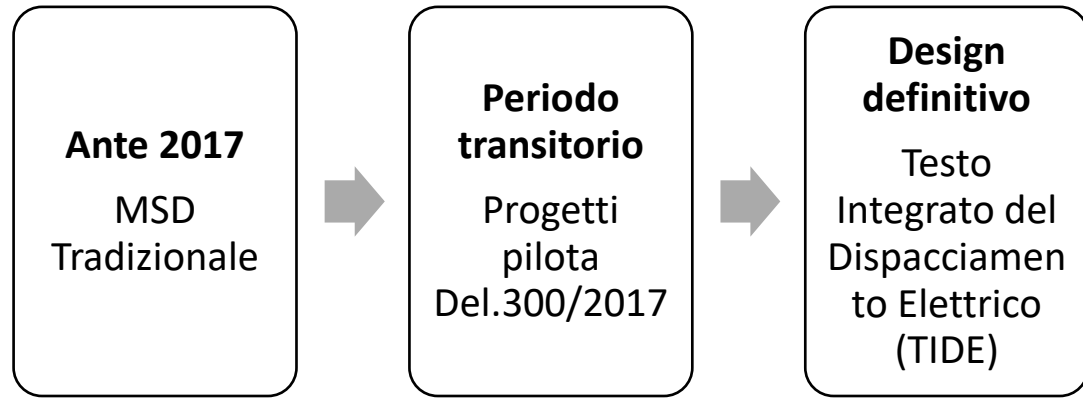 Ante 2017
MSD
Tradizionale
Periodo
transitorio
Progetti
pilota
Del.300/2017
Design
definitivo
Testo
Integrato del
Dispacciamen
to Elettrico
(TIDE)